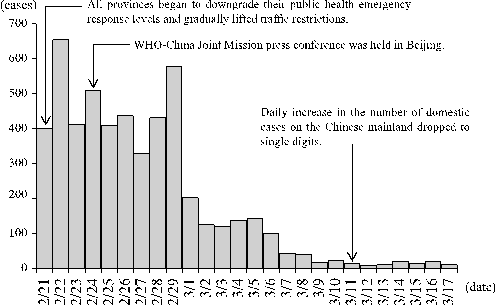 (cases)
All provinces began to downgrade their public health emergency
response levels and gradually lifted traffic restrictions.
700
WHO-China Joint Mission press conference was held in Beijing.
600
500
Daily increase in the number of domestic
cases on the Chinese mainland dropped to
single digits.
400
300
200
100
0
2/21 2/22 2/23 2/24 2/25 2/26 2/27 2/28 2/29 3/1 3/2 3/3 3/4 3/5 3/6 3/7 3/8 3/9 3/10 3/11 3/12 3/13 3/14 3/15 3/16 3/17 (date)